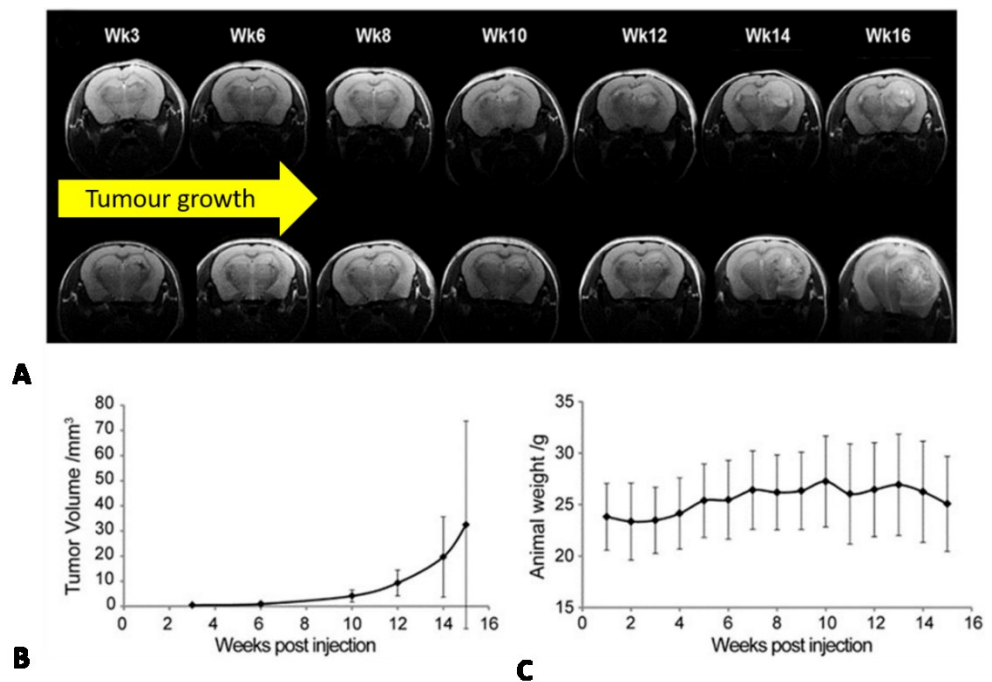 Wk3 Wk6 Wk8 Wk10 Wk12 Wk14 Wk16
Tumour growth
A
80
70
60
50
40
30
20
10
0
Tumor Volume /mm³
0 2 4 6 8 10 12 14 16
Weeks post injection
B
35
30
25
20
15
Animal weight /g
0 2 4 6 8 10 12 14 16
Weeks post injection
C